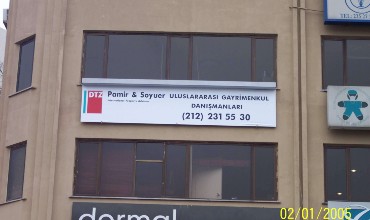 DTZ Pamir & Soyuer ULUSLARARASI GAYRİMENKUL
DANIŞMANLARI
(212) 231 55 30
dermal
02/01/2005